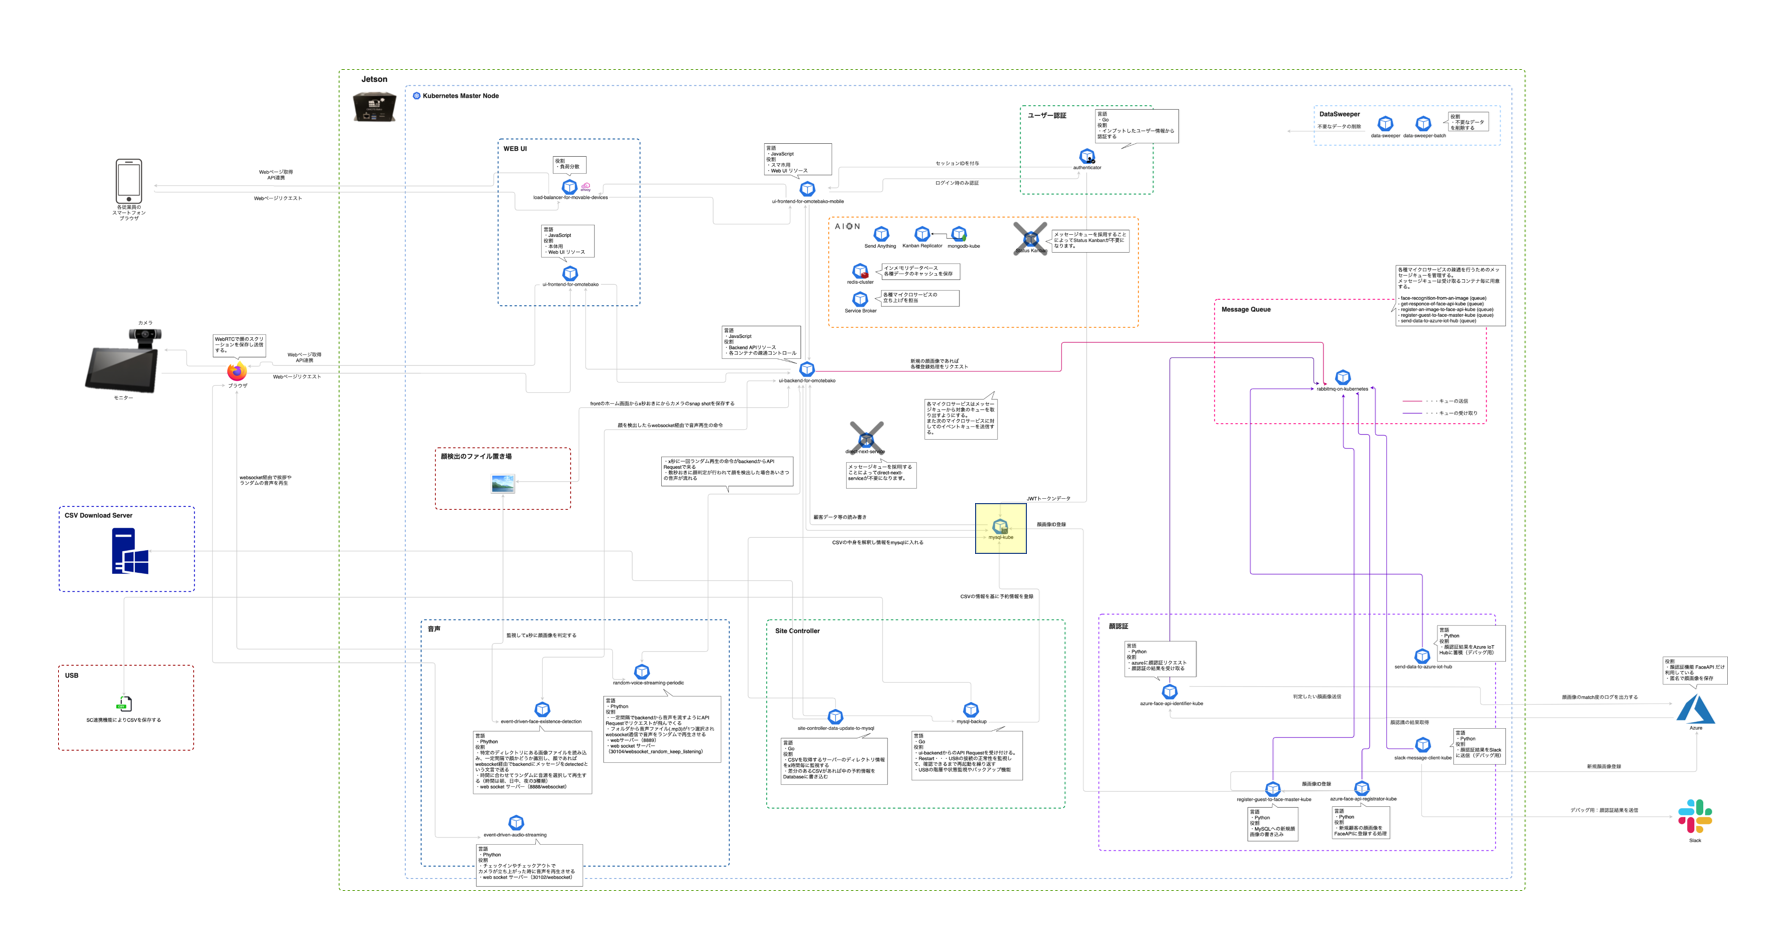 Jetson
Kubernetes Master Node
WEB UI
役割
・負荷分散
load-balancer-for-movable-devices
言語
・JavaScript
役割
・本体用
・Web UI リソース
ui-frontend-for-omotebako
言語
・JavaScript
役割
・スマホ用
・Web UI リソース
ui-frontend-for-omotebako-mobile
セッションIDを付与
ログイン時のみ認証
ユーザー認証
言語
・Go
役割
・インプットしたユーザー情報から
認証する
authenticator
DataSweeper
不要なデータの削除
data-sweeper
data-sweeper-batch
役割
・不要なデータ
を削除する
各従業員の
スマートフォン
ブラウザ
Webページ取得
API連携
Webページリクエスト
AION
Send Anything
Kanban Replicator
mongodb-kube
Status Kanban
メッセージキューを採用すること
によってStatus Kanbanが不要に
なります。
redis-cluster
インメモリデータベース
各種データのキャッシュを保存
Service Broker
各種マイクロサービスの
立ち上げを担当
各種マイクロサービスの疎通を行うためのメッ
セージキューを管理する。
メッセージキューは受け取るコンテナ毎に用意
する。
- face-recognition-from-an-image (queue)
- get-responce-of-face-api-kube (queue)
- register-an-image-to-face-api-kube (queue)
- register-guest-to-face-master-kube (queue)
- send-data-to-azure-iot-hub (queue)
Message Queue
rabbitmq-on-kubernetes
・・・キューの送信
・・・キューの受け取り
カメラ
モニター
WebRTCで顔のスクリ
ーンを保存し送信
する。
ブラウザ
Webページ取得
API連携
Webページリクエスト
言語
・JavaScript
役割
・Backend APIリソース
・各コンテナの疎通コントロール
ui-backend-for-omotebako
新規の顔画像であれば
各種登録処理をリクエスト
frontのホーム画面からx秒おきにからカメラのsnap shotを保存する
顔を検出したらwebsocket経由で音声再生の命令
各マイクロサービスはメッセー
ジキューから対象のキューを取
り出すようにする。
また次のマイクロサービスに対
してのイベントキューを送信す
る。
direct-next-service
メッセージキューを採用する
ことによってdirect-next-
serviceが不要になります。
顔検出のファイル置き場
・x秒に一回ランダム再生の命令がbackendからAPI
Requestで来る
・数秒おきに顔判定が行われて顔を検出した場合あいさつ
の音声が流れる
websocket経由で挨拶や
ランダムの音声を再生
JWTトークンデータ
mysql-kube
顔画像ID登録
顧客データ等の読み書き
CSVの中身を解釈し情報をmysqlに入れる
CSVの情報を基に予約情報を登録
CSV Download Server
USB
SC連携機能によりCSVを保存する
音声
監視してx秒に顔画像を判定する
random-voice-streaming-periodic
event-driven-face-existence-detection
言語
・Phython
役割
・一定間隔でbackendから音声を流すようにAPI
Requestでリクエストが飛んでくる
・フォルダから音声ファイル(.mp3)が1つ選択され
websocket通信で音声をランダムで再生させる
・webサーバー（8889）
・web socket サーバー
（30104/websocket_random_keep_listening）
言語
・Phython
役割
・特定のディレクトリにある画像ファイルを読み込
み、一定間隔で顔かどうか識別し、顔であれば
websocket経由でbackendにメッセージをdetectedと
いう文言で送る
・時間に合わせてランダムに音源を選択して再生す
る（時間は朝、日中、夜の3種類）
・web socket サーバー（8888/websocket）
event-driven-audio-streaming
言語
・Phython
役割
・チェックインやチェックアウトで
カメラが立ち上がった時に音声を再生させる
・web socket サーバー（30102/websocket）
Site Controller
site-controller-data-update-to-mysql
言語
・Go
役割
・CSVを取得するサーバーのディレクトリ情報
をx時間毎に監視する
・差分のあるCSVがあれば中の予約情報を
Databaseに書き込む
mysql-backup
言語
・Go
役割
・ui-backendからのAPI Requestを受け付ける。
・Restart・・・USBの接続の正常性を監視し
て、確認できるまで再起動を繰り返す
・USBの取得や状態監視やバックアップ機能
顔認証
言語
・Python
役割
・azureに顔認証リクエスト
・顔認証の結果を受け取る
azure-face-api-identifier-kube
言語
・Python
役割
・顔認証結果をAzure IoT
Hubに蓄積（デバッグ用）
send-data-to-azure-iot-hub
判定したい顔画像送信
顔認識の結果取得
言語
・Python
役割
・顔認証結果をSlack
に送信（デバッグ用）
slack-message-client-kube
顔画像ID登録
register-guest-to-face-master-kube
azure-face-api-registrator-kube
言語
・Python
役割
・MySQLへの新規顔
画像の書き込み
言語
・Python
役割
・新規顧客の顔画像を
FaceAPIに登録する処理
役割
・顔認証機能 FaceAPI だけ
利用している
・匿名で顔画像を保存
顔画像のmatch度のログを出力する
Azure
新規顔画像登録
デバッグ用：顔認証結果を送信
Slack